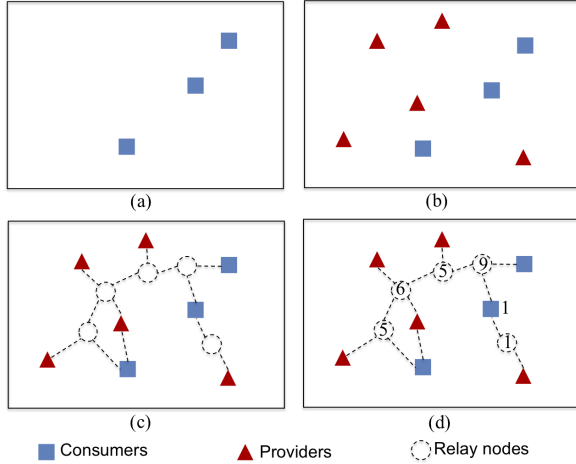 (a)
(b)
9
5
6
1
5
1
(c)
(d)
Consumers
Providers
Relay nodes